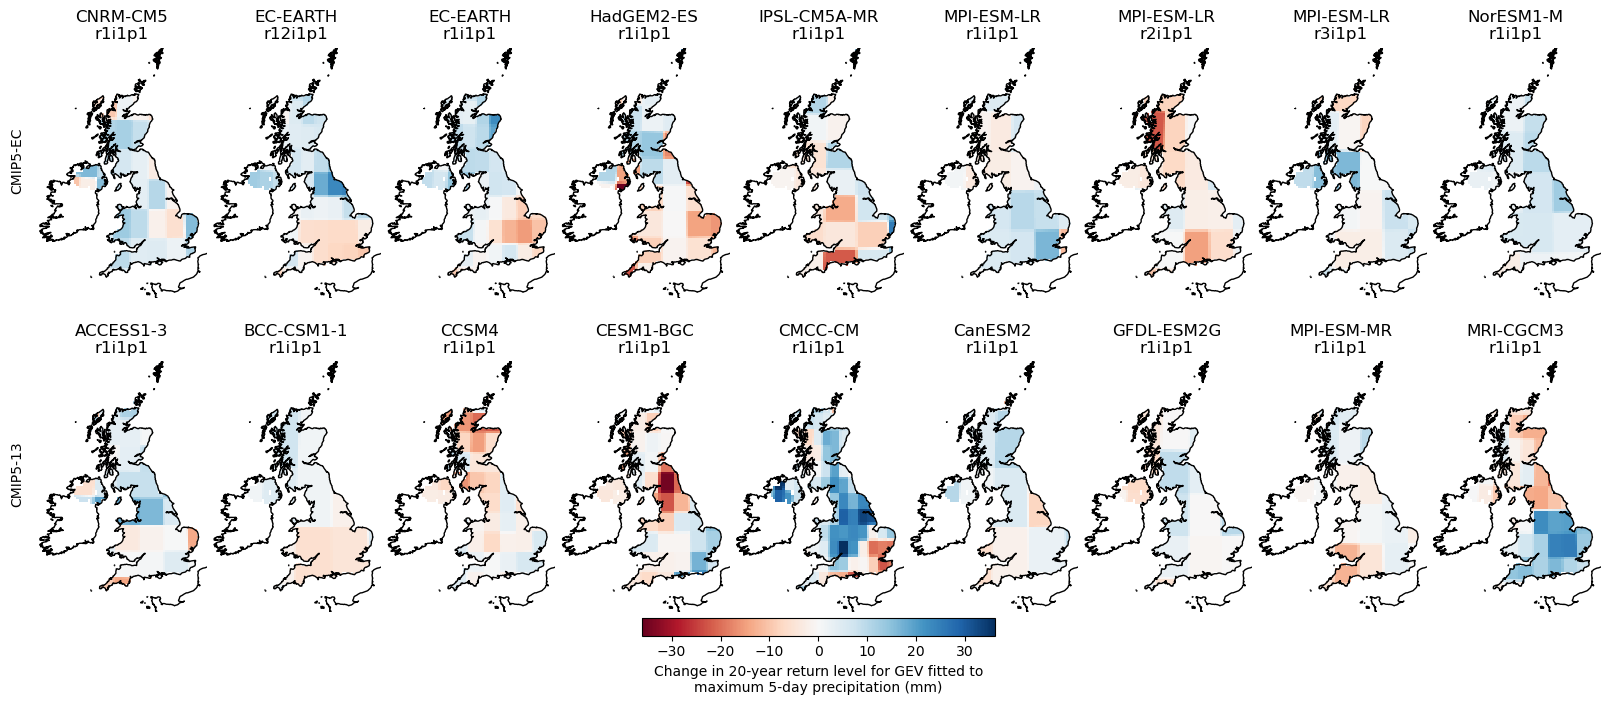 CNRM-CM5
r1i1p1
EC-EARTH
r12i1p1
EC-EARTH
r1i1p1
HadGEM2-ES
r1i1p1
IPSL-CM5A-MR
r1i1p1
MPI-ESM-LR
r1i1p1
MPI-ESM-LR
r2i1p1
MPI-ESM-LR
r3i1p1
NorESM1-M
r1i1p1
CMIP5-EC
ACCESS1-3
r1i1p1
BCC-CSM1-1
r1i1p1
CCSM4
r1i1p1
CESM1-BGC
r1i1p1
CMCC-CM
r1i1p1
CanESM2
r1i1p1
GFDL-ESM2G
r1i1p1
MPI-ESM-MR
r1i1p1
MRI-CGCM3
r1i1p1
CMIP5-13
−30 −20 −10 0 10 20 30
Change in 20-year return level for GEV fitted to
maximum 5-day precipitation (mm)